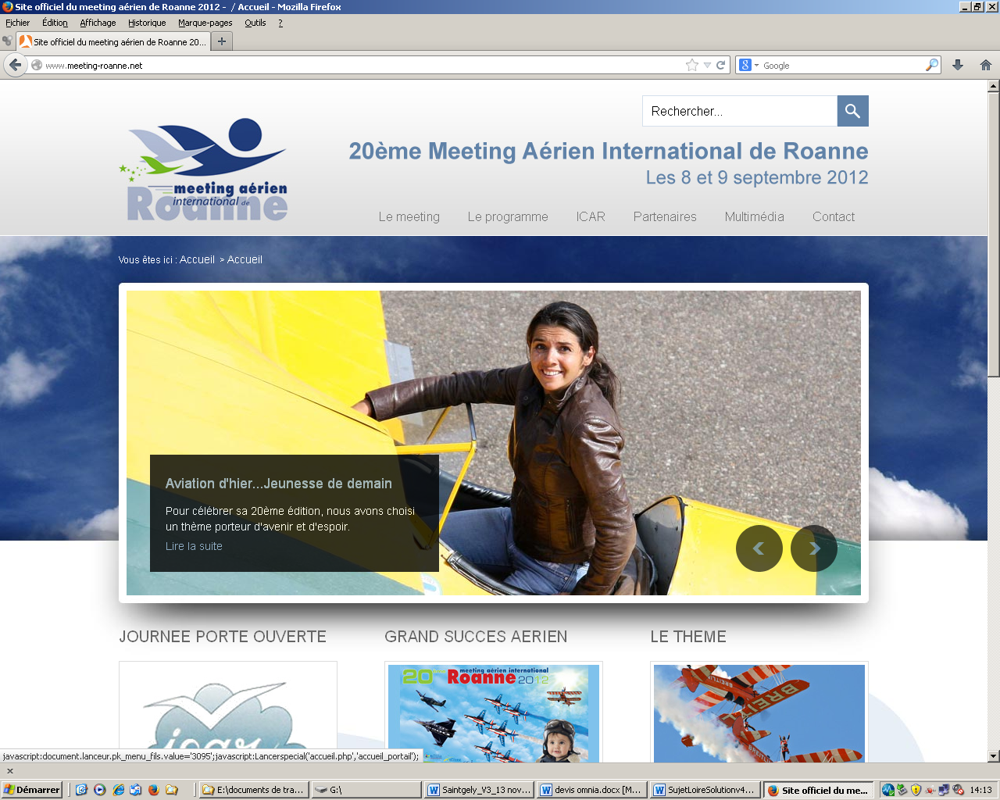 Site officiel du meeting aérien de Roanne 2012 -  / Accueil - Mozilla Firefox
Fichier Édition Affichage Historique Marque-pages Outils ?
Site officiel du meeting aérien de Roanne 20... +
www.meeting-roanne.net
Google
Rechercher...
20ème Meeting Aérien International de Roanne
Les 8 et 9 septembre 2012
meeting aérien
international de
Roanne
Le meeting Le programme ICAR Partenaires Multimédia Contact
Vous êtes ici : Accueil > Accueil
Aviation d'hier...Jeunesse de demain
Pour célébrer sa 20ème édition, nous avons choisi
un thème porteur d'avenir et d'espoir.
Lire la suite
JOURNEE PORTE OUVERTE
GRAND SUCCES AERIEN
LE THEME
icar
20ème meeting aérien international
Roanne 2012
BREITLING
BREITL
javascript:document.lanceur.pk_menu_fils.value='3095';javascript:Lancerspecial('accueil.php','accueil_portail');
x
Démarrer
E:\documents de tra...
G:\
Saintgely_V3_13 nov...
devis omnia.docx [M...
SujetLoireSolutionv4...
Site officiel du me...
14:13